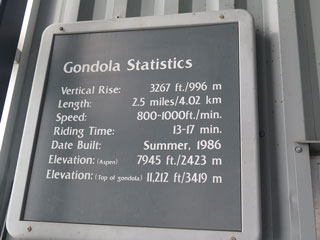 Gondola Statistics
Vertical Rise: 3267 ft./996 m
Length: 2.5 miles/4.02 km
Speed: 800-1000ft./min.
Riding Time: 13-17 min.
Date Built: Summer, 1986
Elevation: (Aspen) 7945 ft./2423 m
Elevation: (Top of gondola) 11,212 ft/3419 m